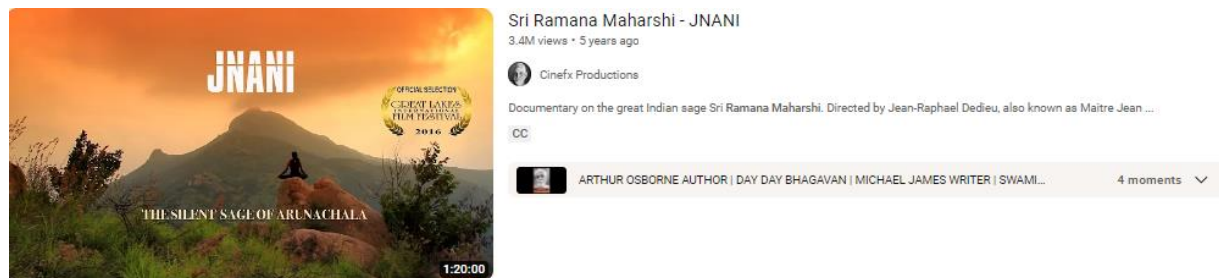 JNANI
OFFICIAL SELECTION
GREAT LAKES
INTERNATIONAL
FILM FESTIVAL
2016
THE SILENT SAGE OF ARUNACHALA
1:20:00
Sri Ramana Maharshi - JNANI
3.4M views • 5 years ago
Cinefx Productions
Documentary on the great Indian sage Sri Ramana Maharshi. Directed by Jean-Raphael Dedieu, also known as Maitre Jean ...
CC
ARTHUR OSBORNE AUTHOR | DAY DAY BHAGAVAN | MICHAEL JAMES WRITER | SWAMI... 4 moments